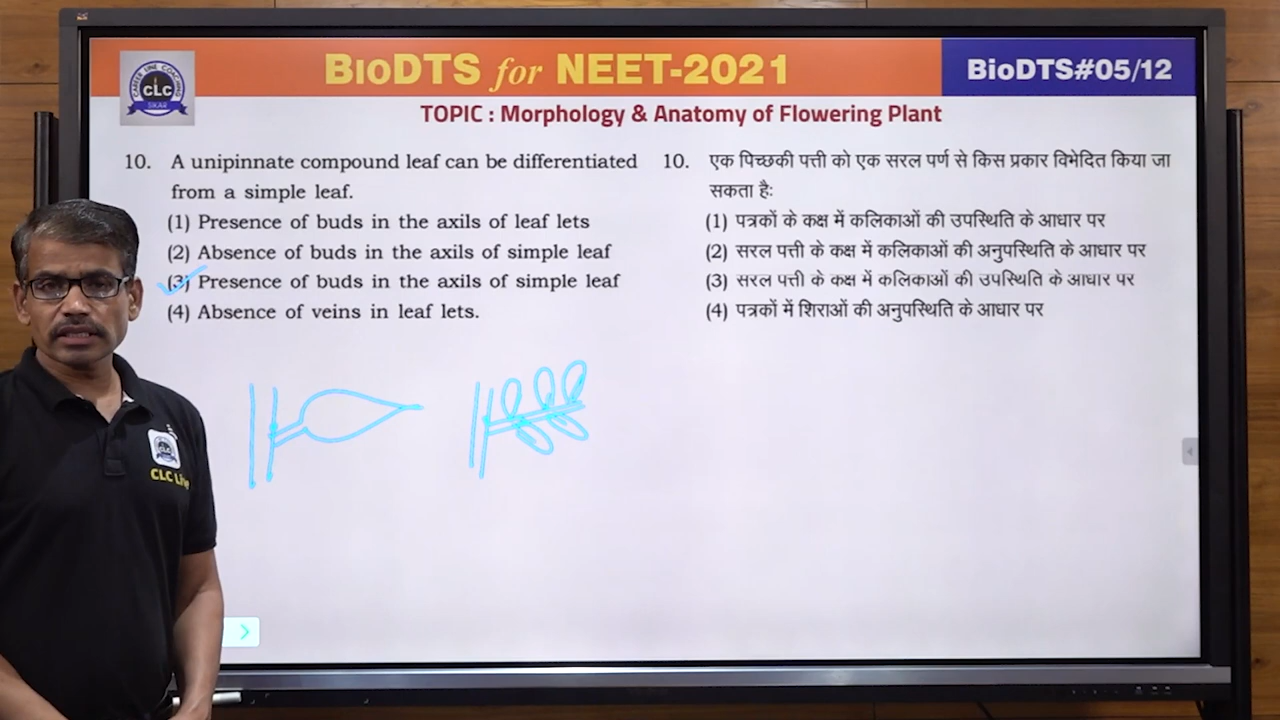 CAREER LINE COACHING
CLC
SIKAR
BIODTS for NEET-2021
BioDTS#05/12
TOPIC : Morphology & Anatomy of Flowering Plant
10. A unipinnate compound leaf can be differentiated
from a simple leaf.
(1) Presence of buds in the axils of leaf lets
(2) Absence of buds in the axils of simple leaf
(3) Presence of buds in the axils of simple leaf
(4) Absence of veins in leaf lets.
10. एक पिच्छकी पत्ती को एक सरल पर्ण से किस प्रकार विभेदित किया जा
सकता हैः
(1) पत्रकों के कक्ष में कलिकाओं की उपस्थिति के आधार पर
(2) सरल पत्ती के कक्ष में कलिकाओं की अनुपस्थिति के आधार पर
(3) सरल पत्ती के कक्ष में कलिकाओं की उपस्थिति के आधार पर
(4) पत्रकों में शिराओं की अनुपस्थिति के आधार पर
CLC